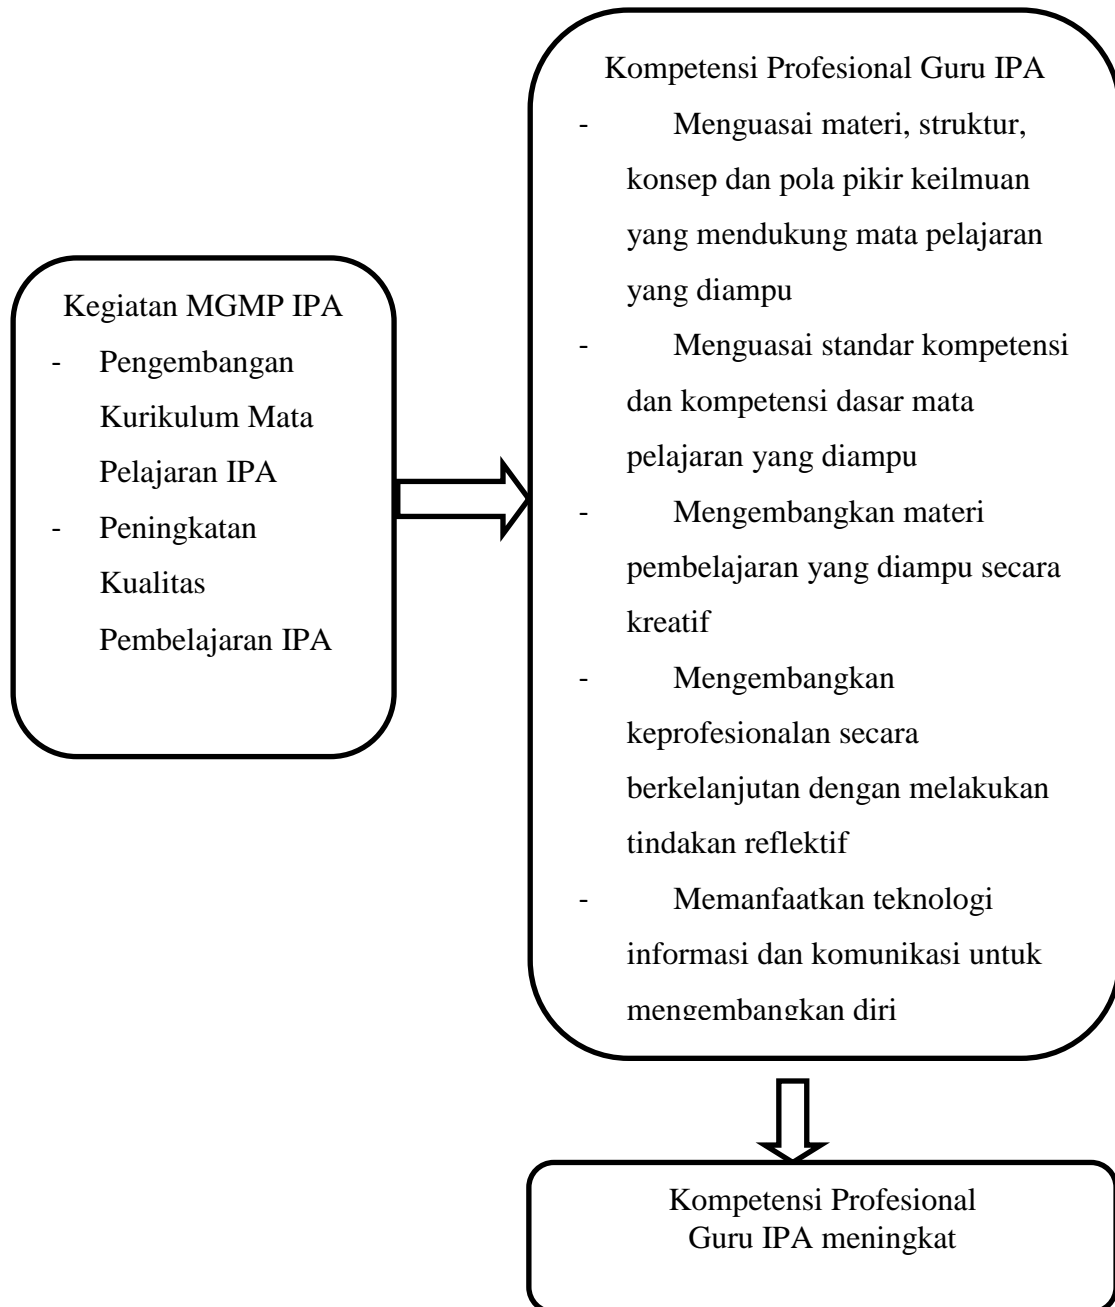 Kegiatan MGMP IPA
- Pengembangan
Kurikulum Mata
Pelajaran IPA
- Peningkatan
Kualitas
Pembelajaran IPA
Kompetensi Profesional Guru IPA
- Menguasai materi, struktur,
konsep dan pola pikir keilmuan
yang mendukung mata pelajaran
yang diampu
- Menguasai standar kompetensi
dan kompetensi dasar mata
pelajaran yang diampu
- Mengembangkan materi
pembelajaran yang diampu secara
kreatif
- Mengembangkan
keprofesionalan secara
berkelanjutan dengan melakukan
tindakan reflektif
- Memanfaatkan teknologi
informasi dan komunikasi untuk
mengembangkan diri
Kompetensi Profesional
Guru IPA meningkat